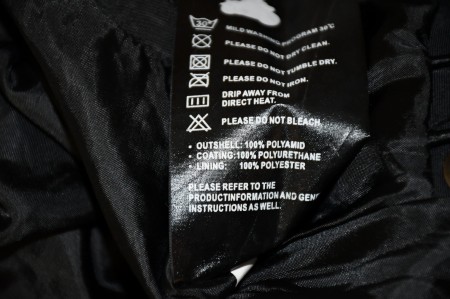 30°
MILD WASHING PROGRAM 30℃
PLEASE DO NOT DRY CLEAN.
PLEASE DO NOT TUMBLE DRY.
PLEASE DO NOT IRON.
DRIP AWAY FROM
DIRECT HEAT.
PLEASE DO NOT BLEACH
• OUTSHELL: 100% POLYAMID
• COATING:100% POLYURETHANE
• LINING: 100% POLYESTER
PLEASE REFER TO THE
PRODUCTINFORMATION AND
INSTRUCTIONS AS WELL.